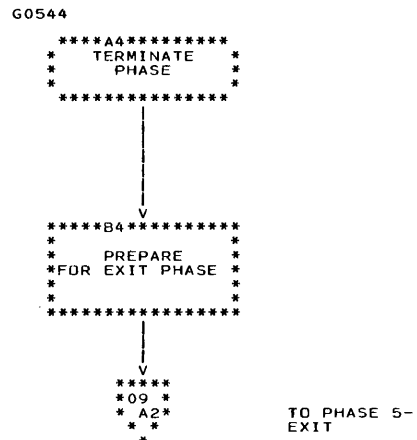 G0544
A4
TERMINATE
PHASE
B4
PREPARE
FOR EXIT PHASE
09
A2
TO PHASE 5-
EXIT